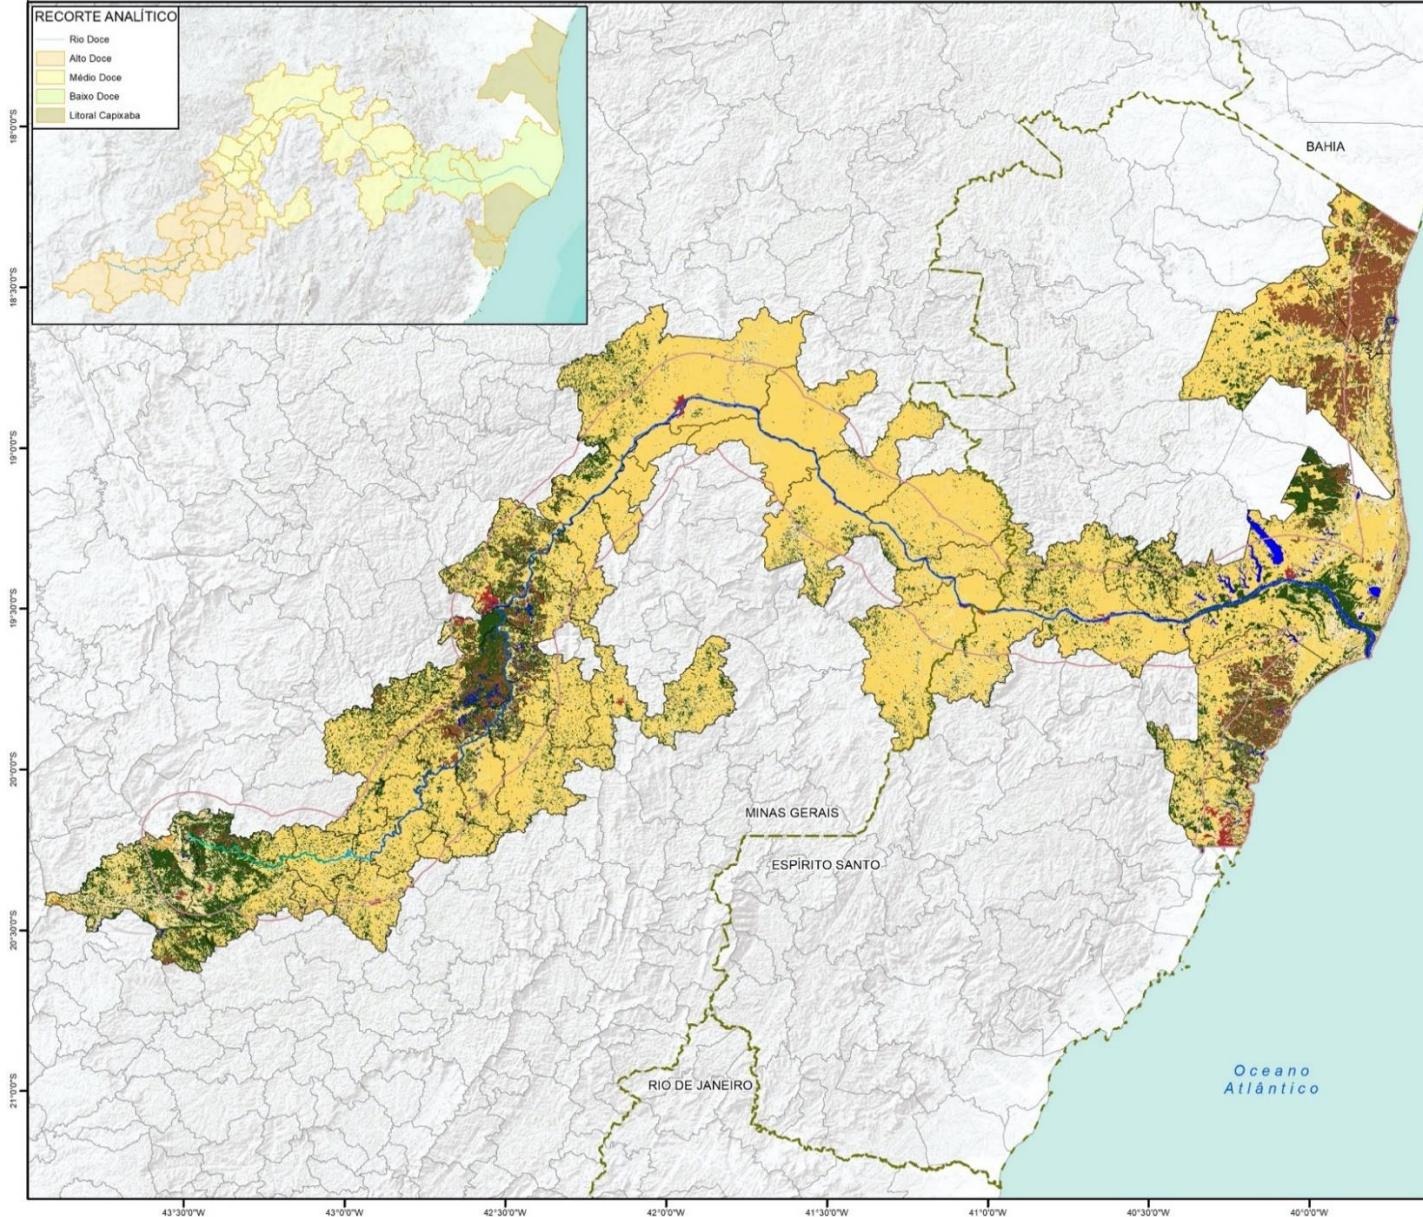 RECORTE ANALÍTICO
Rio Doce
Alto Doce
Médio Doce
Baixo Doce
Litoral Capixaba
18°0'0"S
BAHIA
18°30'0"S
19°0'0"S
19°30'0"S
20°0'0"S
MINAS GERAIS
ESPÍRITO SANTO
20°30'0"S
21°0'0"S
RIO DE JANEIRO
Oceano
Atlântico
43°30'0"W 43°0'0"W 42°30'0"W 42°0'0"W 41°30'0"W 41°0'0"W 40°30'0"W 40°0'0"W